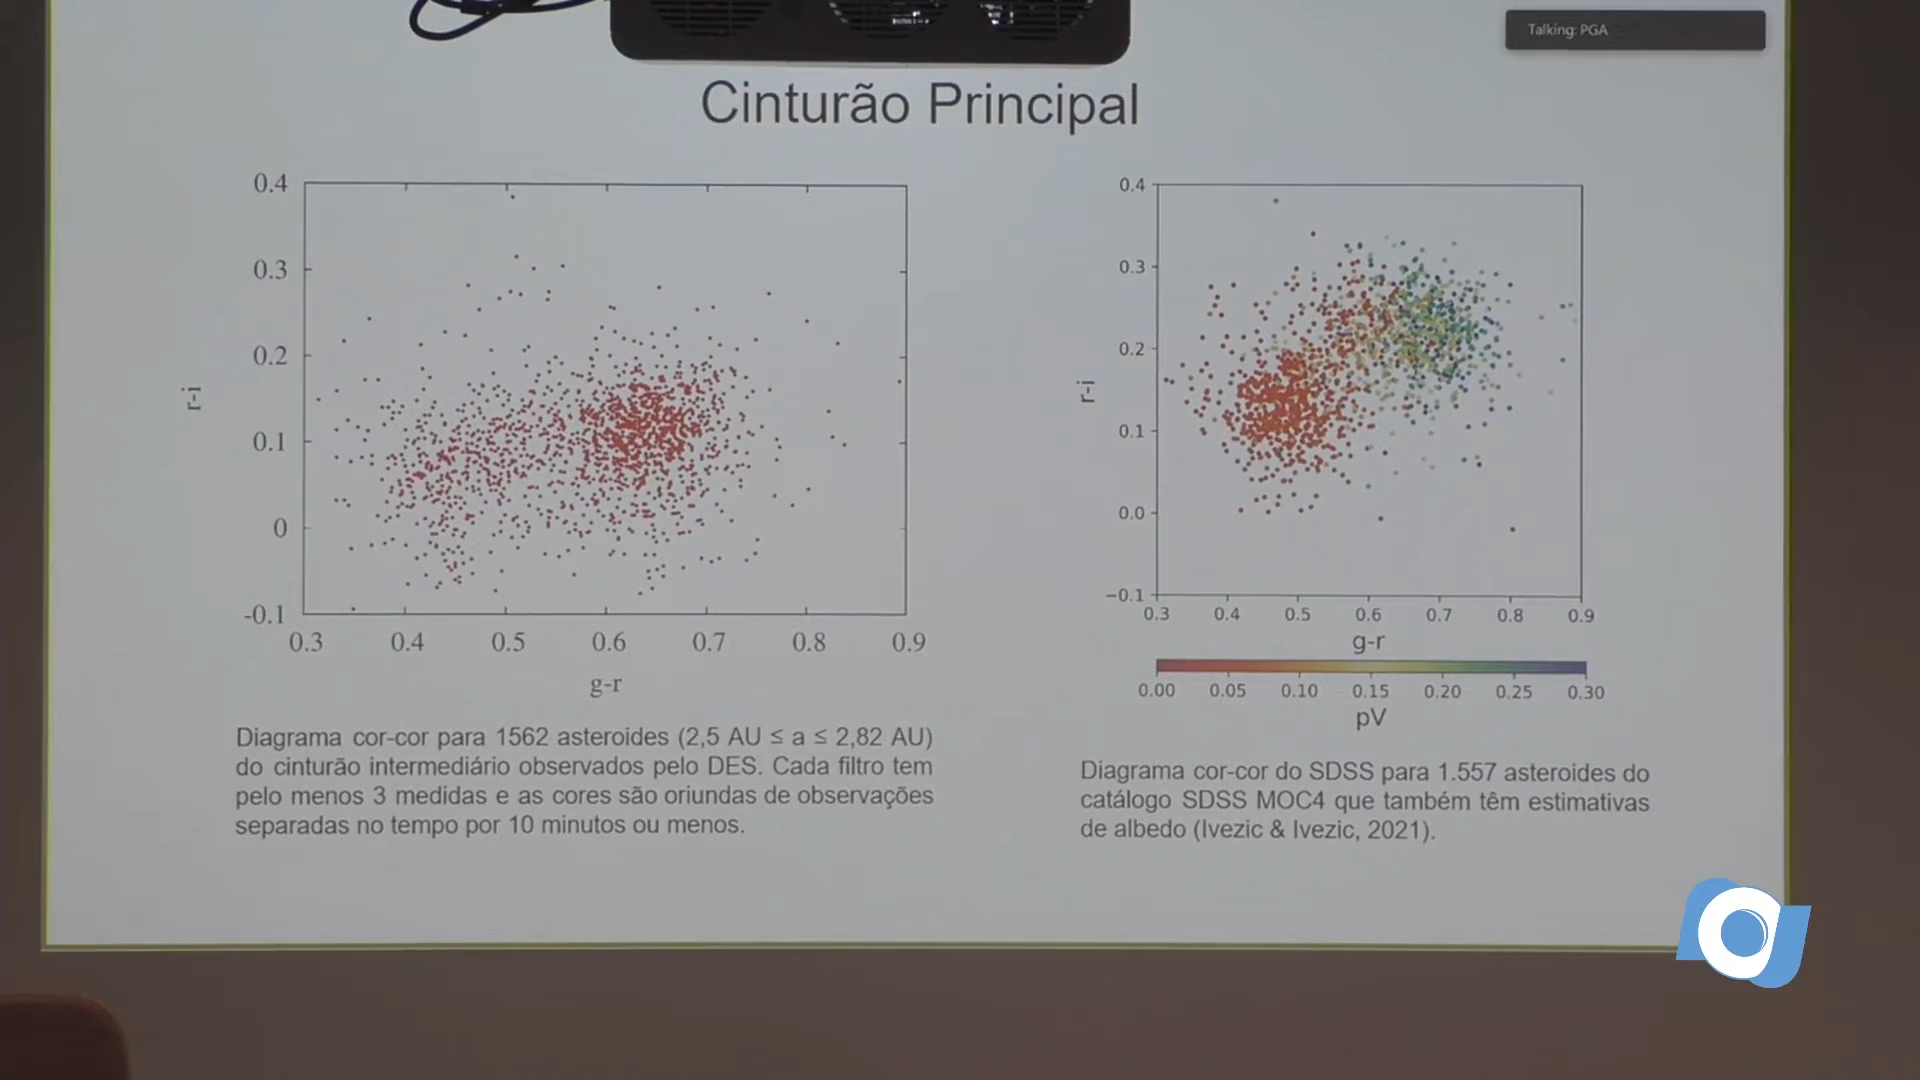 Talking: PGA
Cinturão Principal
0.4
0.3
0.2
0.1
0
-0.1
r-i
0.3 0.4 0.5 0.6 0.7 0.8 0.9
g-r
Diagrama cor-cor para 1562 asteroides (2,5 AU ≤ a ≤ 2,82 AU)
do cinturão intermediário observados pelo DES. Cada filtro tem
pelo menos 3 medidas e as cores são oriundas de observações
separadas no tempo por 10 minutos ou menos.
0.4
0.3
0.2
0.1
0.0
−0.1
r-i
0.3 0.4 0.5 0.6 0.7 0.8 0.9
g-r
0.00 0.05 0.10 0.15 0.20 0.25 0.30
pV
Diagrama cor-cor do SDSS para 1.557 asteroides do
catálogo SDSS MOC4 que também têm estimativas
de albedo (Ivezic & Ivezic, 2021).